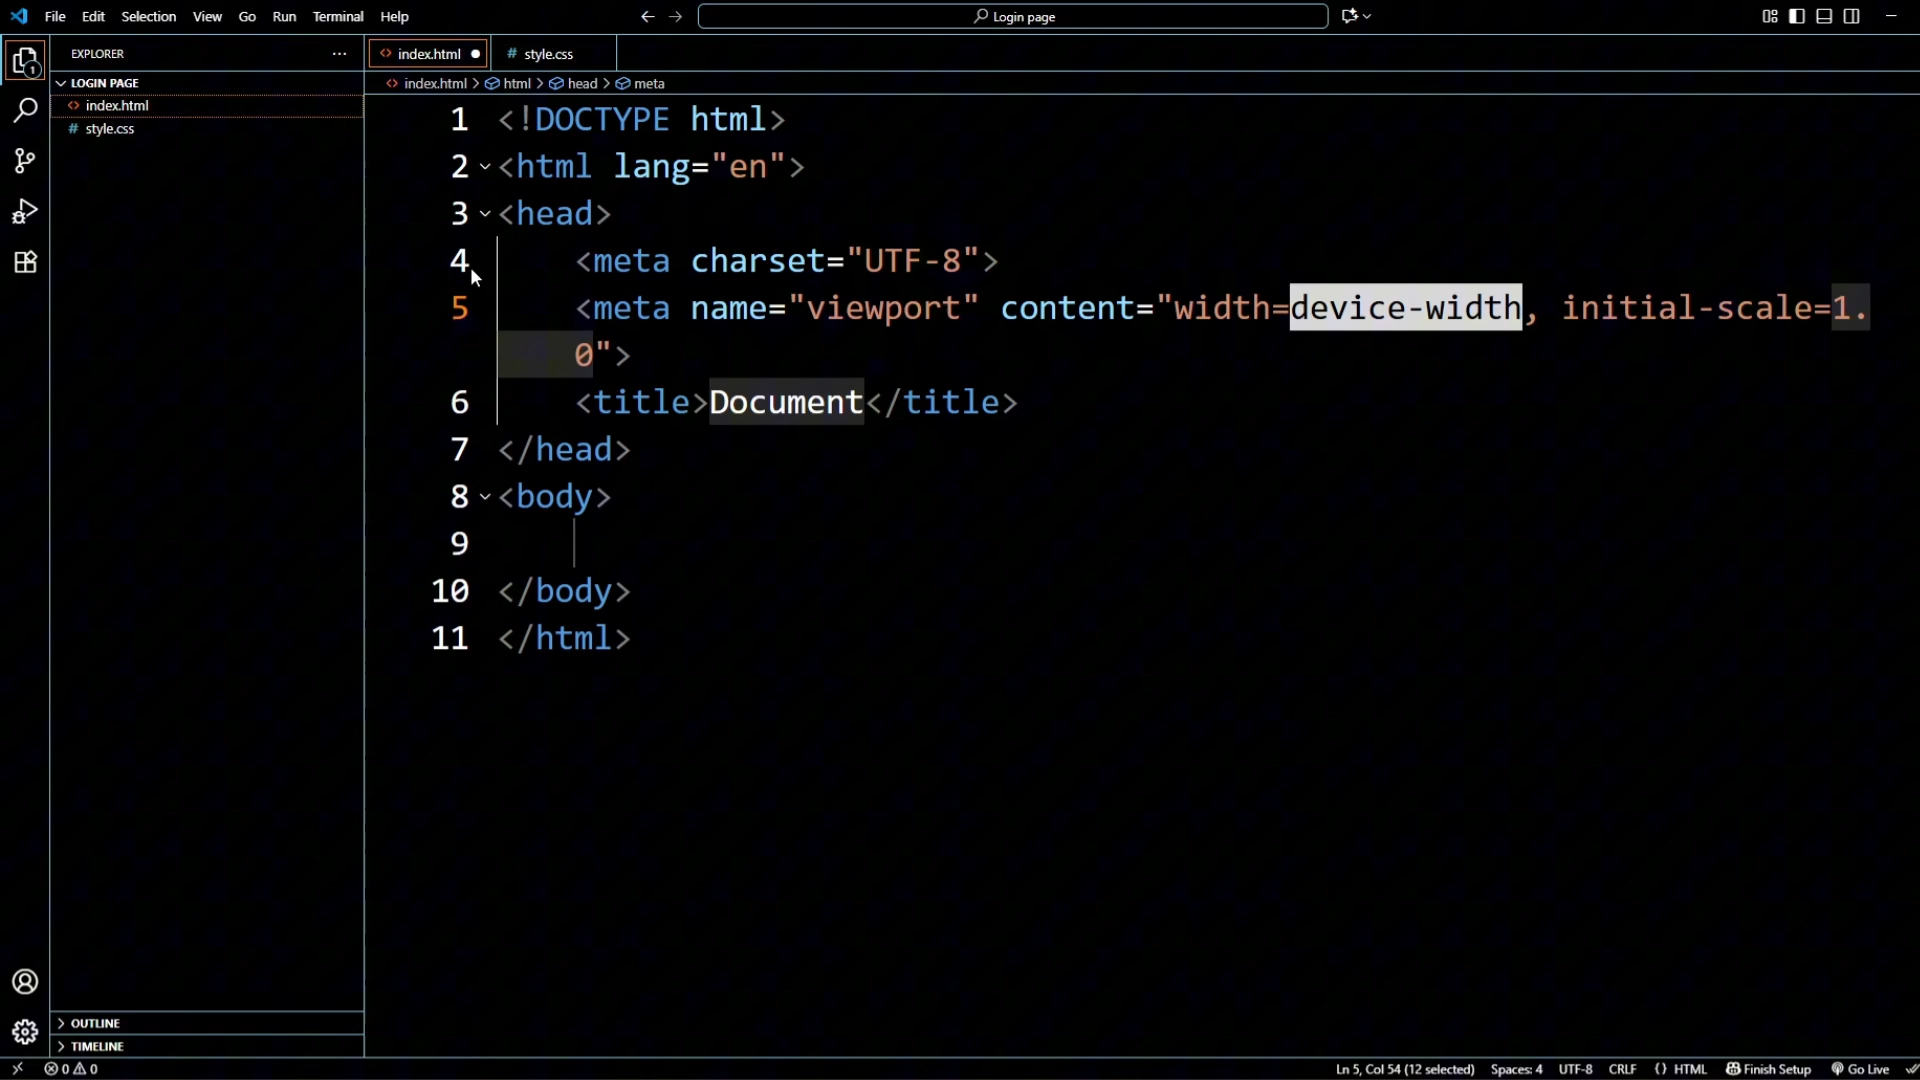 File Edit Selection View Go Run Terminal Help
Login page
EXPLORER
index.html
# style.css
LOGIN PAGE
index.html > html > head > meta
index.html
# style.css
1 <!DOCTYPE html>
2 <html lang="en">
3 <head>
4 <meta charset="UTF-8">
5 <meta name="viewport" content="width=device-width, initial-scale=1.
0">
6 <title>Document</title>
7 </head>
8 <body>
9
10 </body>
11 </html>
1
OUTLINE
TIMELINE
0 0 Ln 5, Col 54 (12 selected) Spaces: 4 UTF-8 CRLF {} HTML Finish Setup Go Live